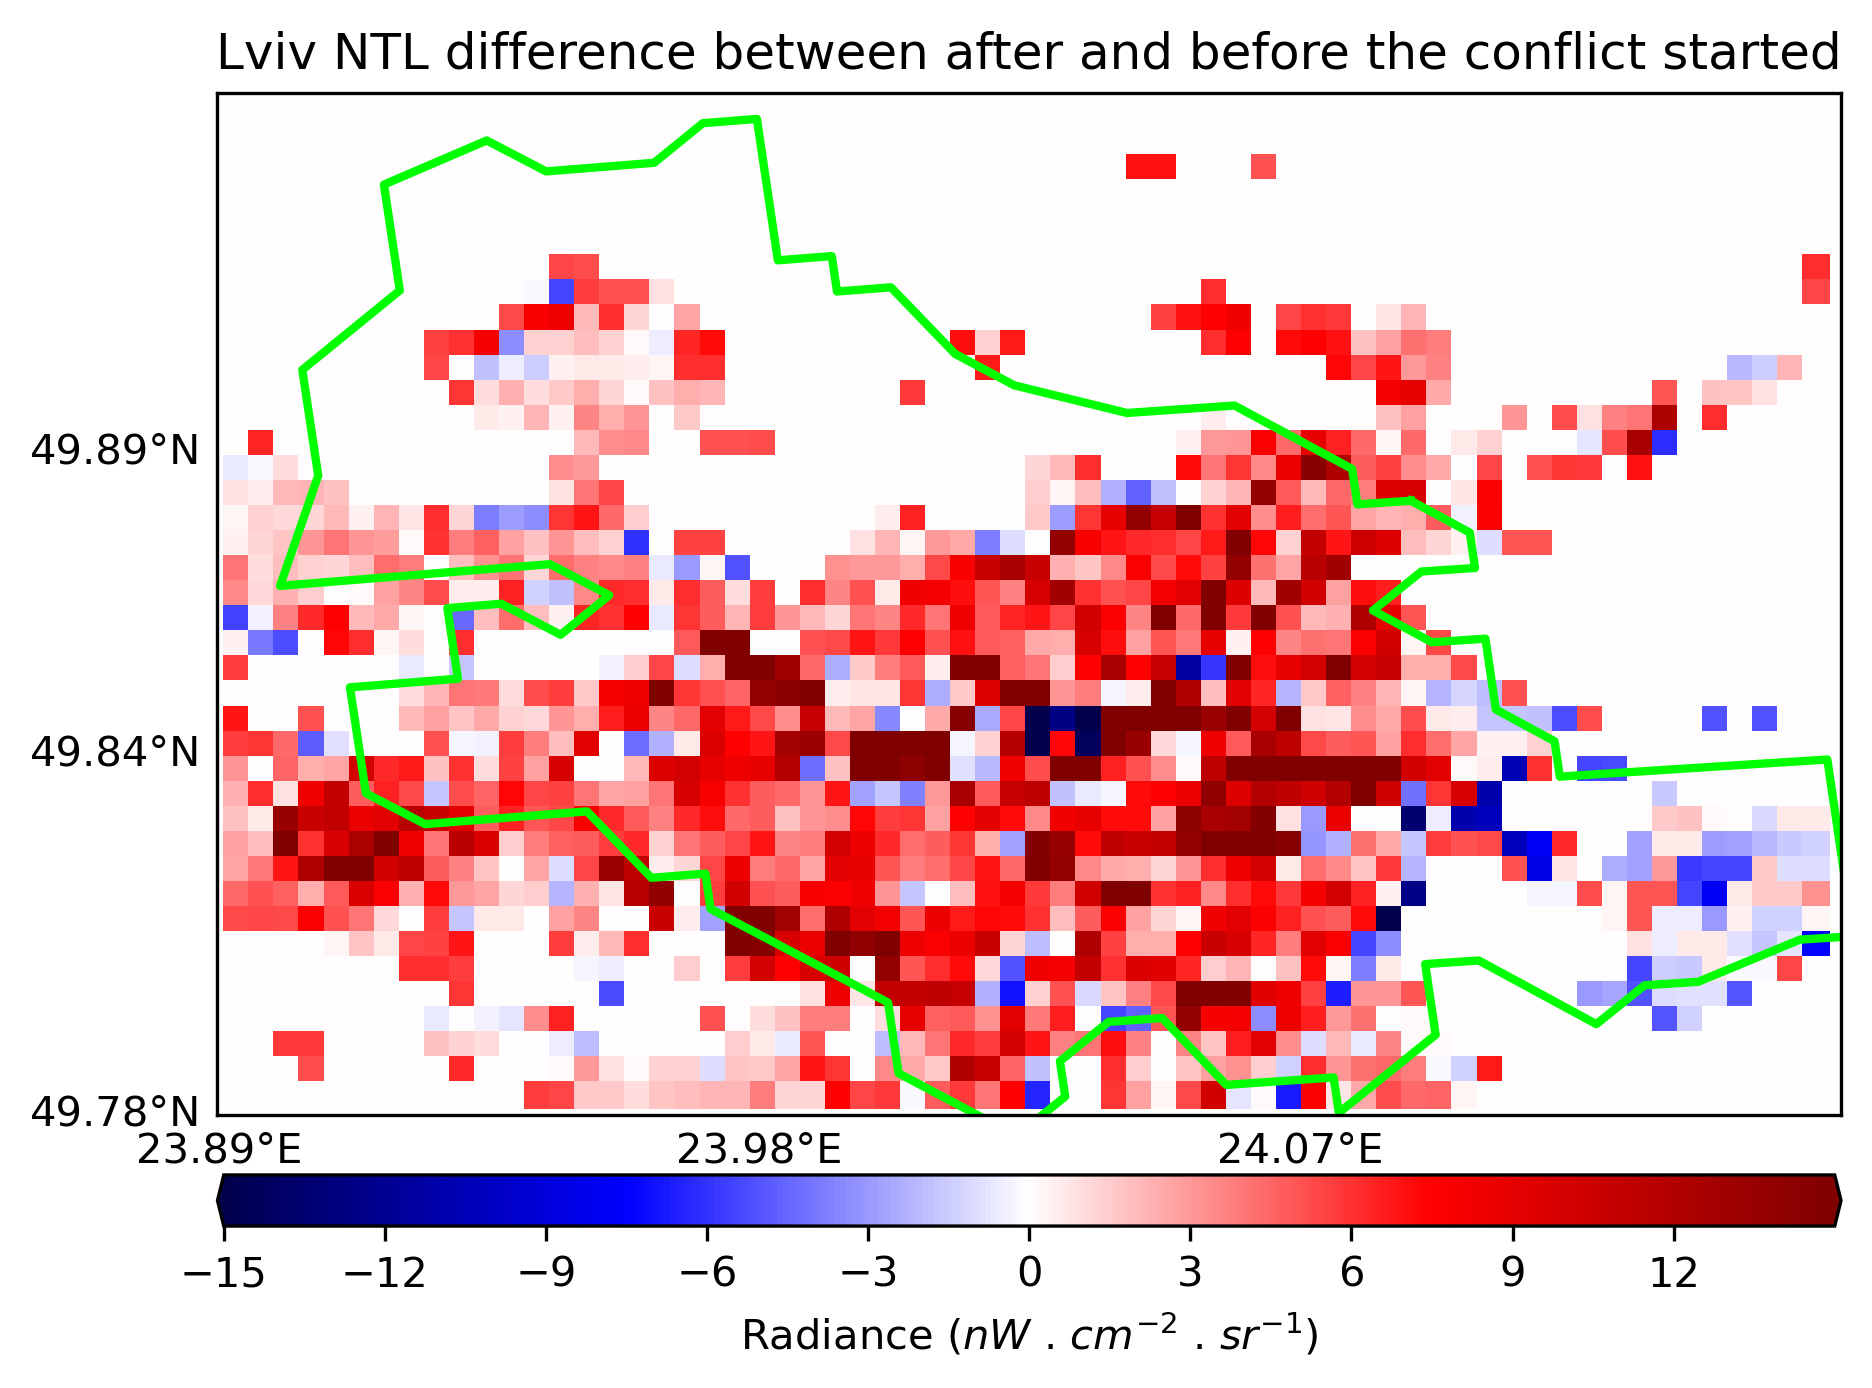 Lviv NTL difference between after and before the conflict started
49.89°N
49.84°N
49.78°N
23.89°E 23.98°E 24.07°E
−15 −12 −9 −6 −3 0 3 6 9 12
Radiance (nW . cm⁻² . sr⁻¹)